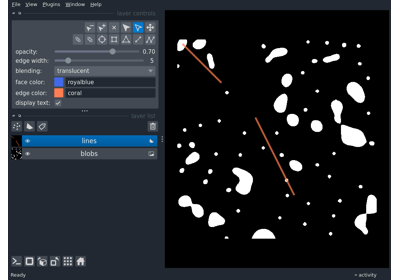 File View Plugins Window Help
layer controls
opacity: 0.70
edge width: 5
blending: translucent
face color: royalblue
edge color: coral
display text:
layer list
lines
blobs
Ready
activity